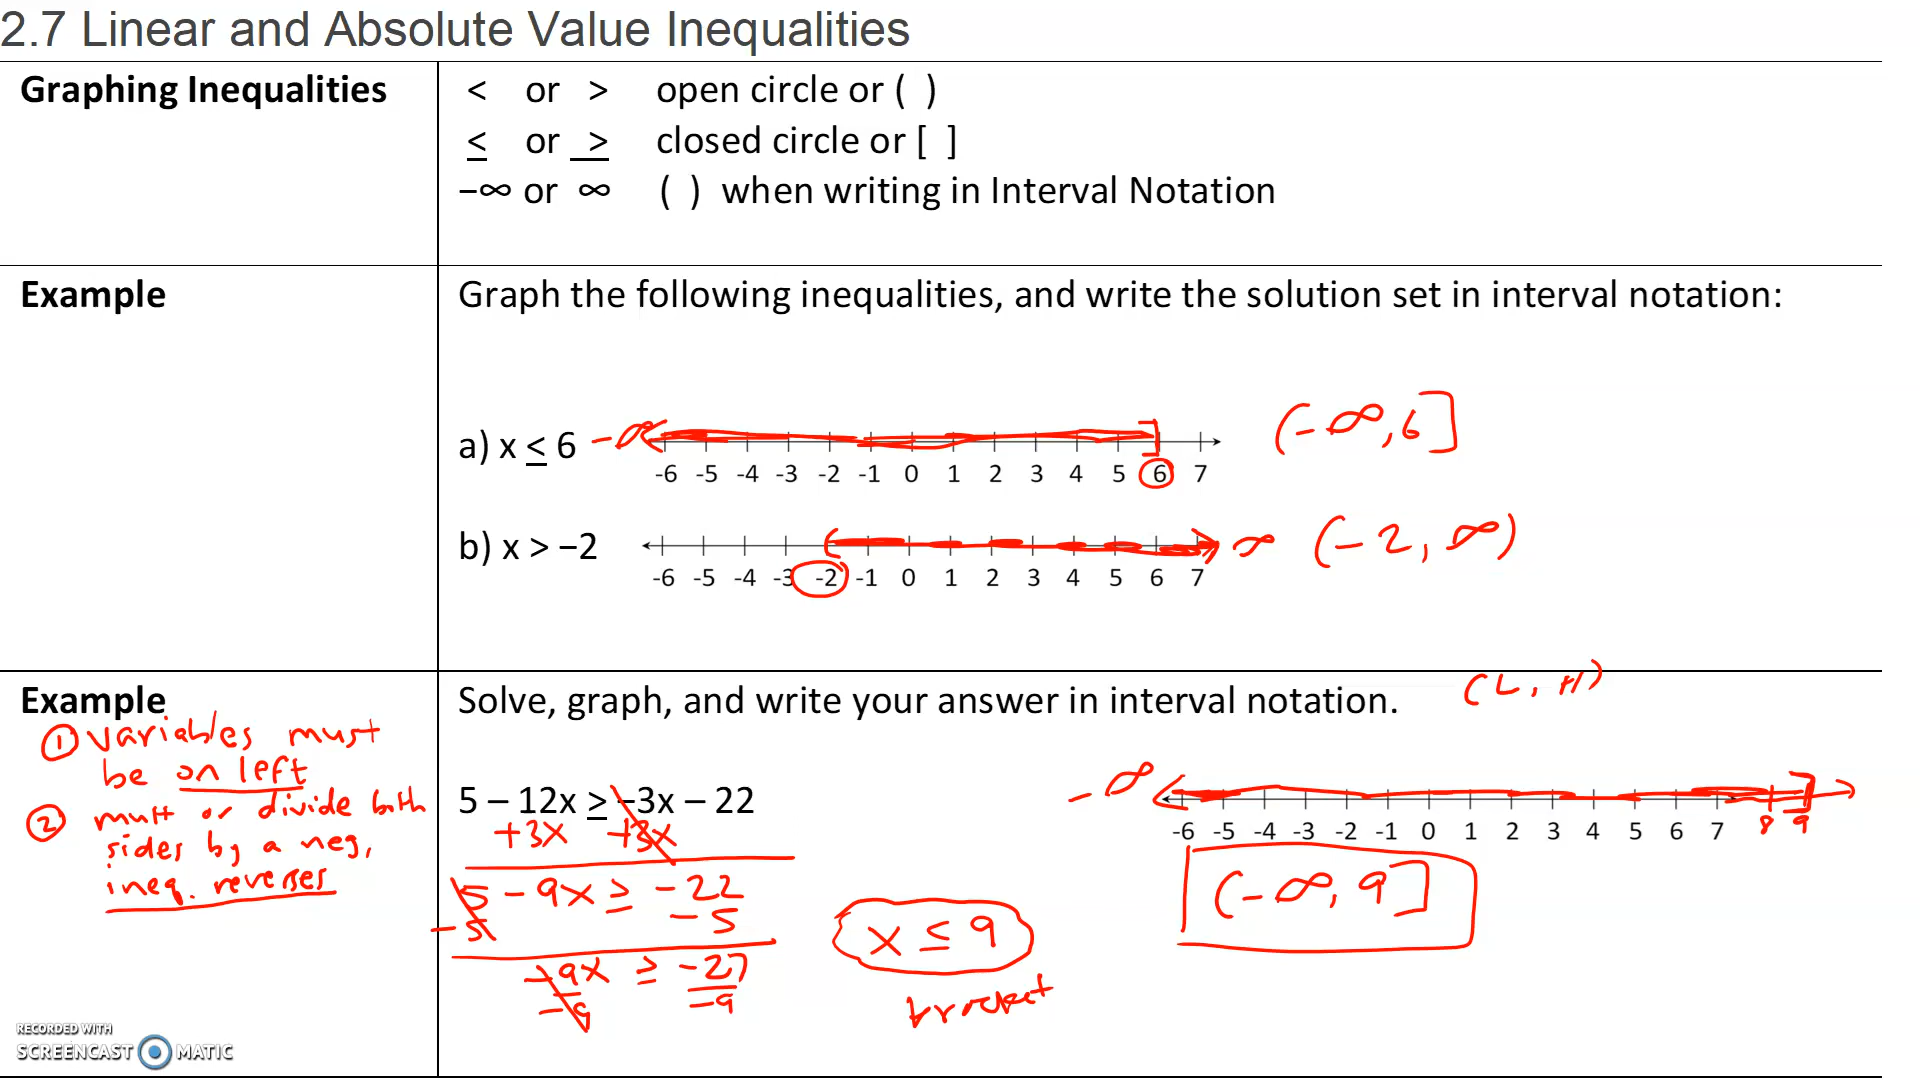 2.7 Linear and Absolute Value Inequalities
Graphing Inequalities
< or > open circle or ( )
≤ or ≥ closed circle or [ ]
−∞ or ∞ ( ) when writing in Interval Notation
Example
Graph the following inequalities, and write the solution set in interval notation:
a) x ≤ 6
-∞
-6 -5 -4 -3 -2 -1 0 1 2 3 4 5 6 7
(-∞, 6]
b) x > −2
-6 -5 -4 -3 -2 -1 0 1 2 3 4 5 6 7
∞
(-2, ∞)
Example
① variables must
be on left
② mult or divide both
sides by a neg,
ineq. reverses
Solve, graph, and write your answer in interval notation.
(L, H)
5 – 12x ≥ –3x – 22
+3x +3x
5 - 9x ≥ -22
-5 -5
-9x ≥ -27
-9 -9
x ≤ 9
bracket
-∞
-6 -5 -4 -3 -2 -1 0 1 2 3 4 5 6 7 8 9
(-∞, 9]
RECORDED WITH
SCREENCAST MATIC